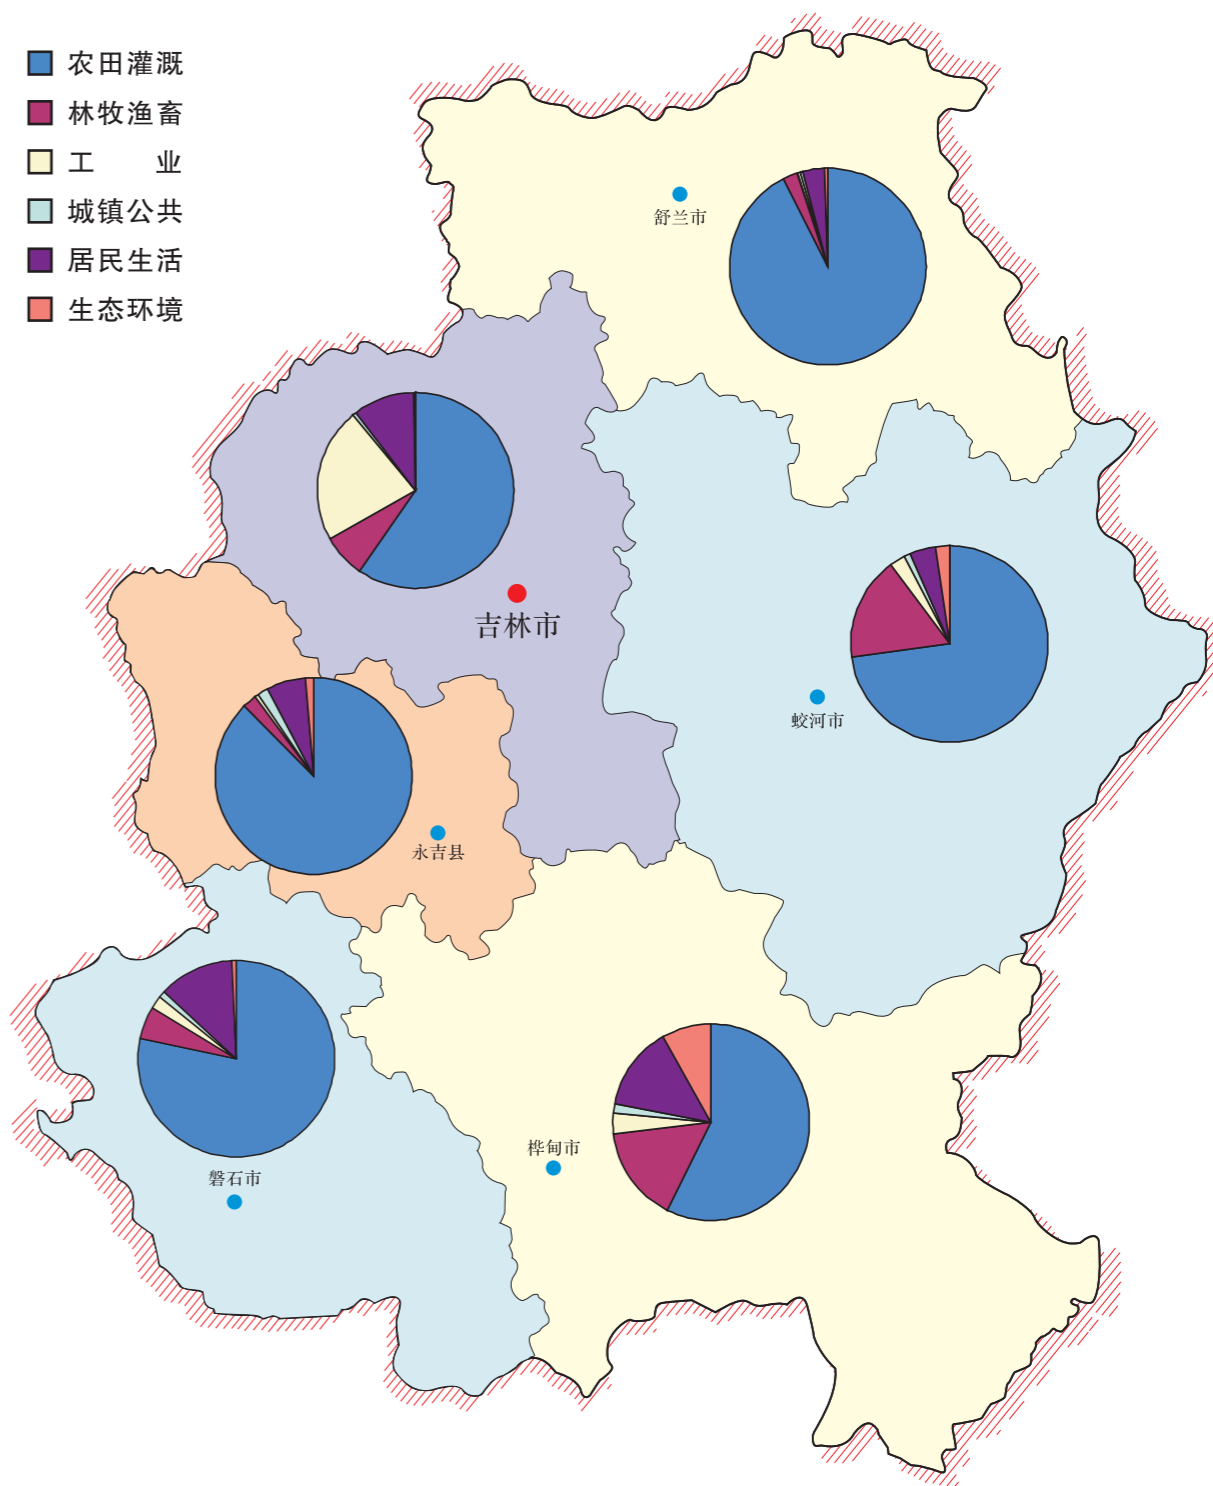 农田灌溉
林牧渔畜
工 业
城镇公共
居民生活
生态环境
舒兰市
吉林市
蛟河市
永吉县
桦甸市
磐石市